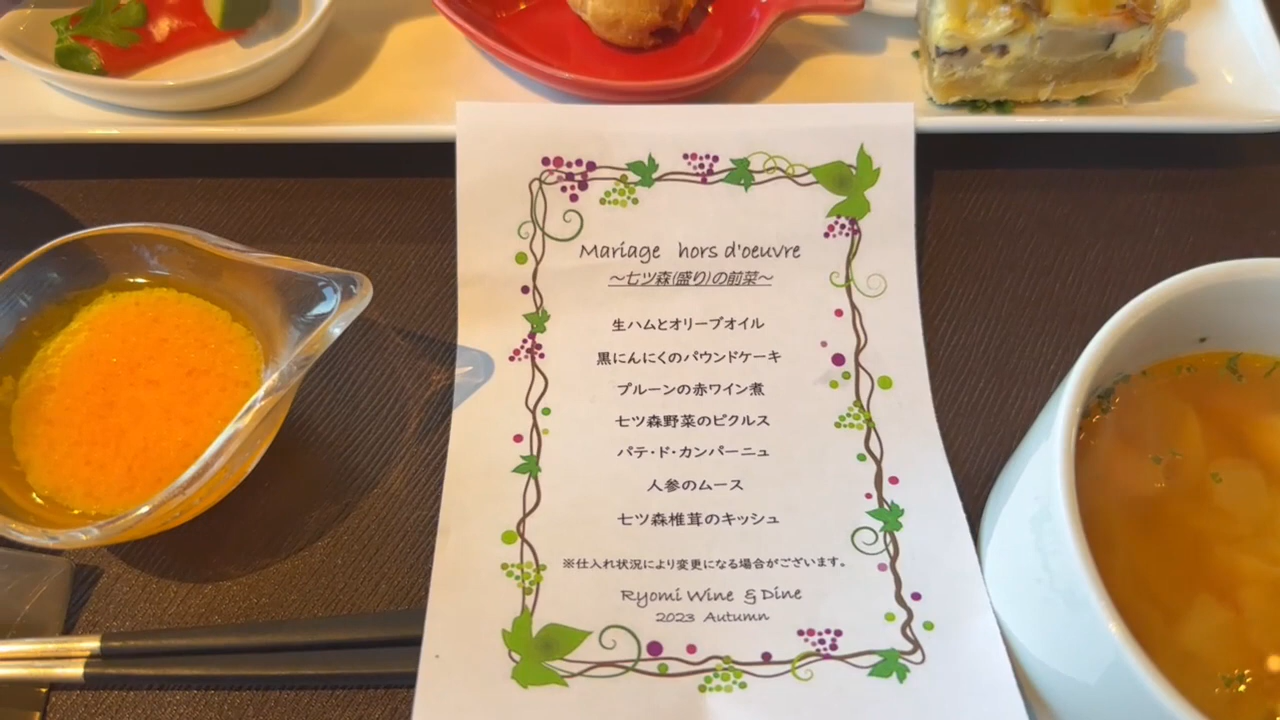 Mariage hors d'oeuvre
～七ツ森(盛り)の前菜～
生ハムとオリーブオイル
黒にんにくのパウンドケーキ
プルーンの赤ワイン煮
七ツ森野菜のピクルス
パテ・ド・カンパーニュ
人参のムース
七ツ森椎茸のキッシュ
※仕入れ状況により変更になる場合がございます。
Ryomi Wine & Dine
2023 Autumn